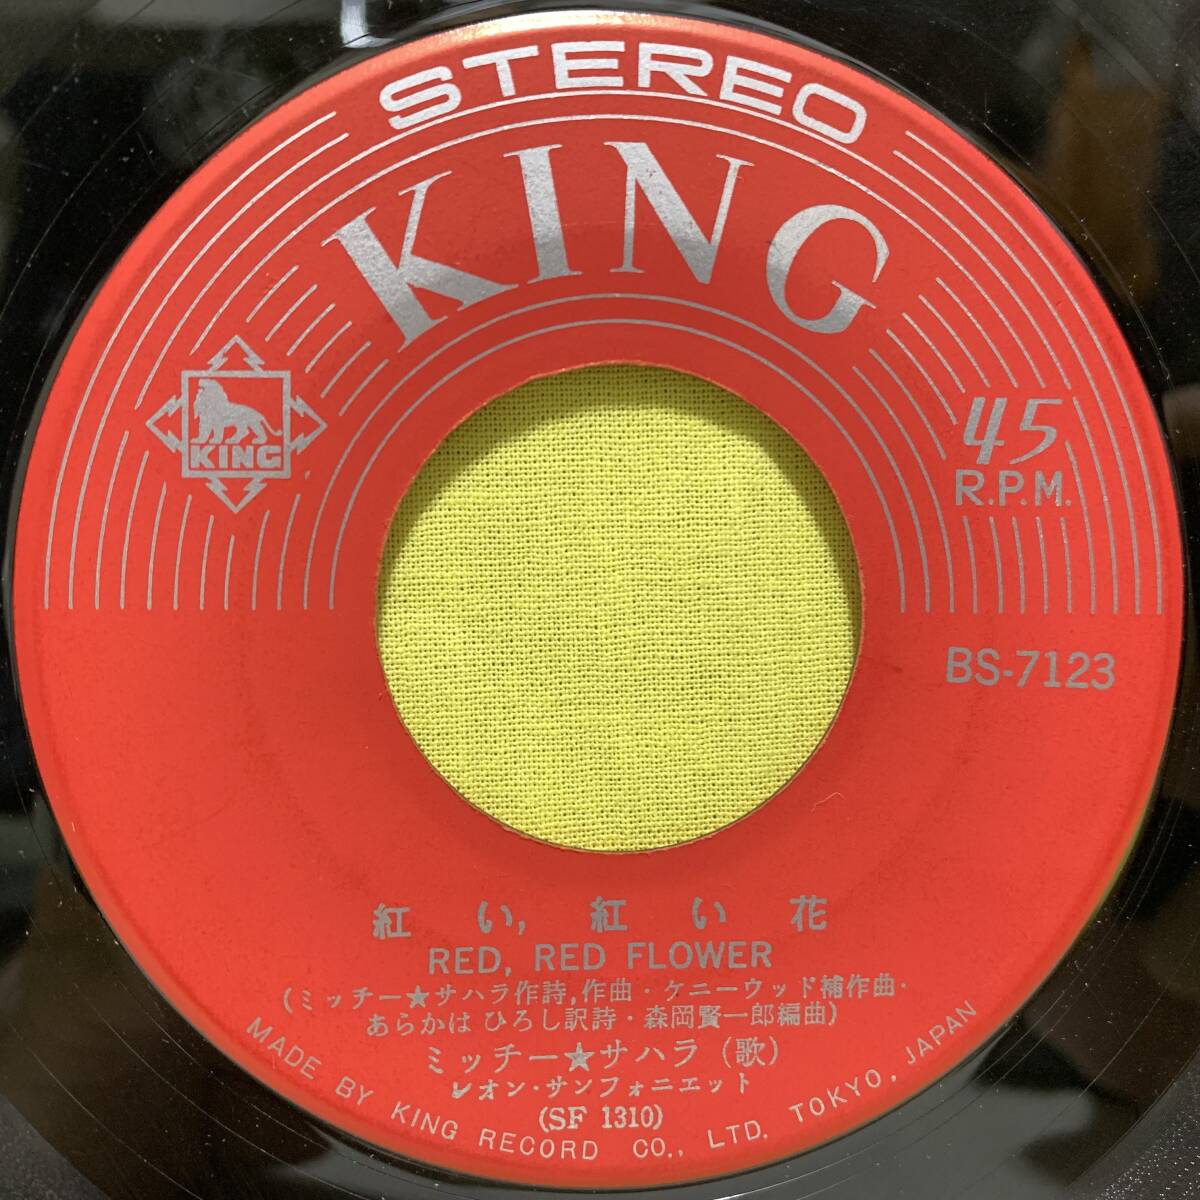 STEREO
KING
KING
45
R.P.M.
BS-7123
紅い,紅い花
RED, RED FLOWER
(ミッチー★サハラ作詩,作曲・ケニーウッド補作曲・
あらかは ひろし訳詩・森岡賢一郎編曲)
ミッチー★サハラ(歌)
レオン・サンフォニエット
(SF 1310)
MADE BY KING RECORD CO., LTD. TOKYO, JAPAN